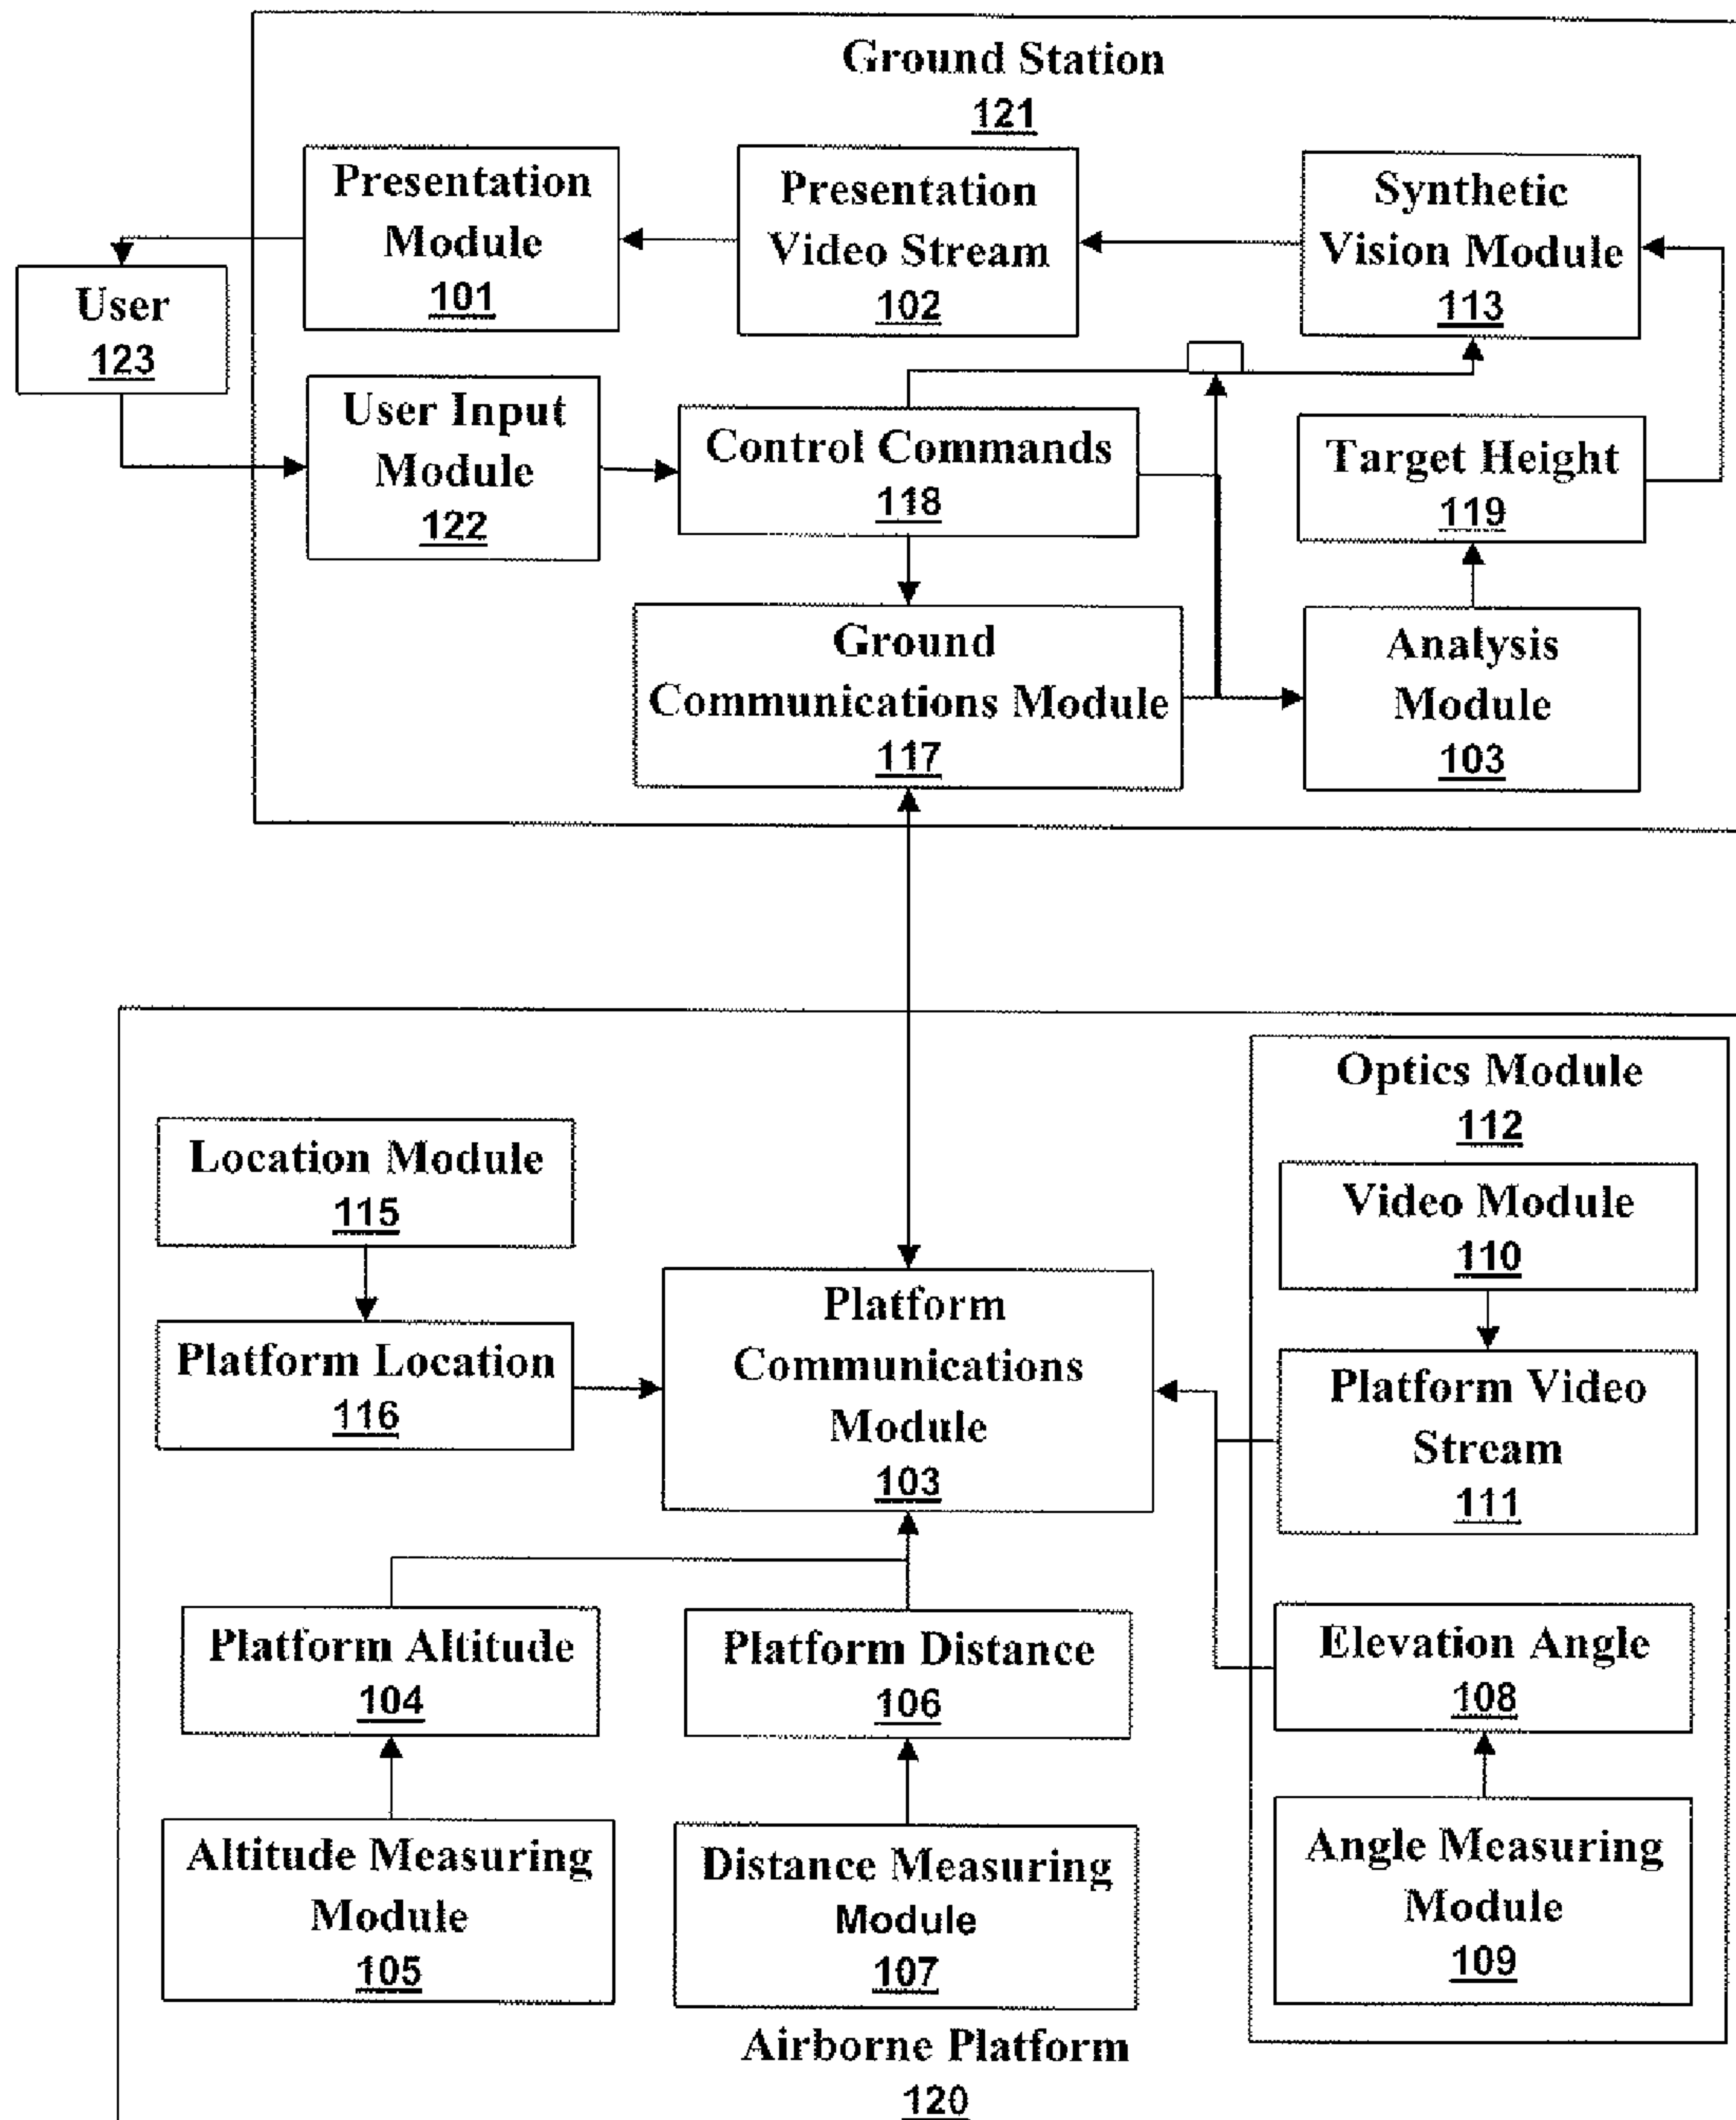 Ground Station
121
Presentation
Module
101
Presentation
Video Stream
102
Synthetic
Vision Module
113
User
123
User Input
Module
122
Control Commands
118
Target Height
119
Ground
Communications Module
117
Analysis
Module
103
Optics Module
112
Location Module
115
Video Module
110
Platform Location
116
Platform
Communications
Module
103
Platform Video
Stream
111
Platform Altitude
104
Platform Distance
106
Elevation Angle
108
Altitude Measuring
Module
105
Distance Measuring
Module
107
Angle Measuring
Module
109
Airborne Platform
120